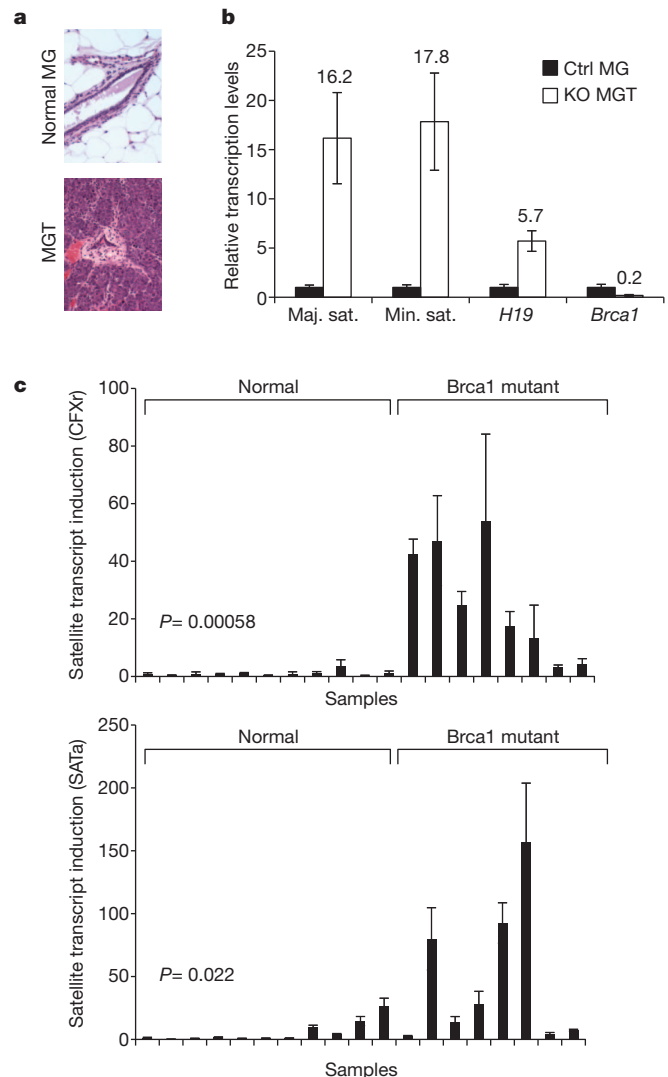 a
Normal MG
MGT
b
Relative transcription levels
25
20
15
10
5
0
16.2
17.8
5.7
0.2
Ctrl MG
KO MGT
Maj. sat.
Min. sat.
H19
Brca1
c
Satellite transcript induction (CFXr)
100
80
60
40
20
0
Normal
Brca1 mutant
P= 0.00058
Samples
Satellite transcript induction (SATa)
250
200
150
100
50
0
Normal
Brca1 mutant
P= 0.022
Samples